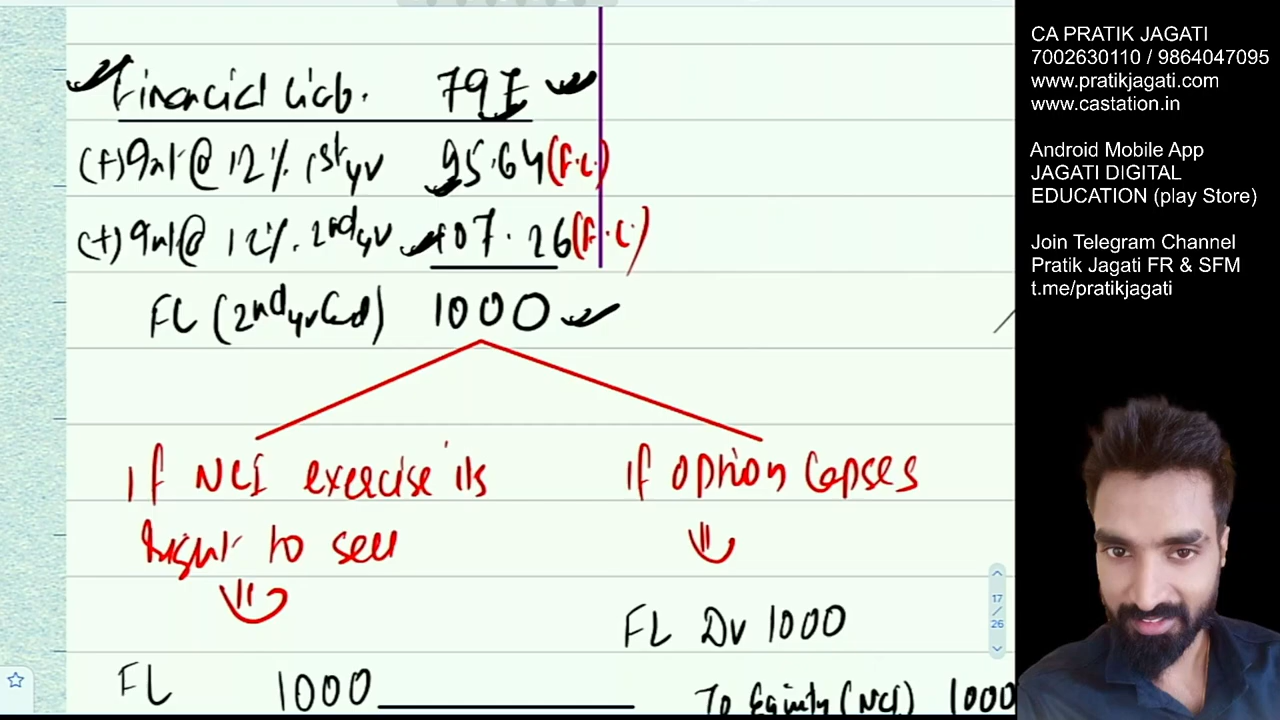 Financial Liab. 797
(+) Int @ 12% 1st yr 95.64 (F.C.)
(+) Int @ 12% 2nd yr 107.26 (F.C.)
FL (2nd yr End) 1000
If NCI exercise its
Right to sell
If option Lapses
FL Dr 1000
To Equity (NCI) 1000
FL 1000
17
/
26
CA PRATIK JAGATI
7002630110 / 9864047095
www.pratikjagati.com
www.castation.in
Android Mobile App
JAGATI DIGITAL
EDUCATION (play Store)
Join Telegram Channel
Pratik Jagati FR & SFM
t.me/pratikjagati